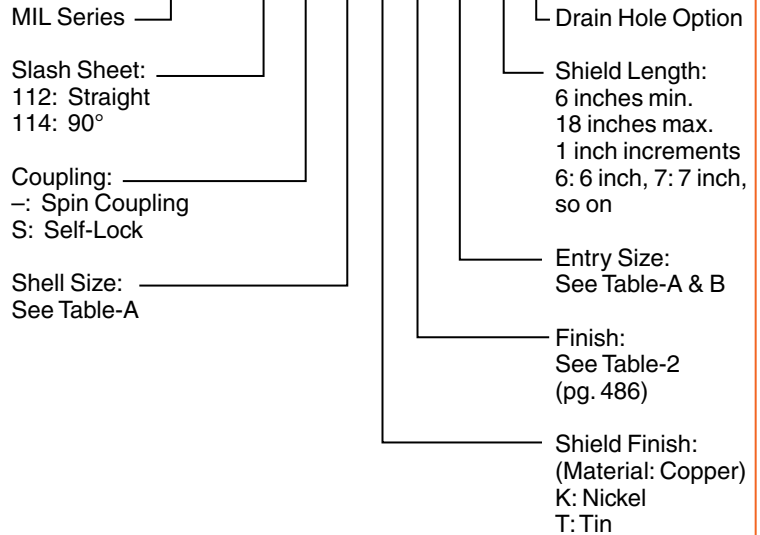 MIL Series
Slash Sheet:
112: Straight
114: 90°
Coupling:
–: Spin Coupling
S: Self-Lock
Shell Size:
See Table-A
Drain Hole Option
Shield Length:
6 inches min.
18 inches max.
1 inch increments
6: 6 inch, 7: 7 inch,
so on
Entry Size:
See Table-A & B
Finish:
See Table-2
(pg. 486)
Shield Finish:
(Material: Copper)
K: Nickel
T: Tin